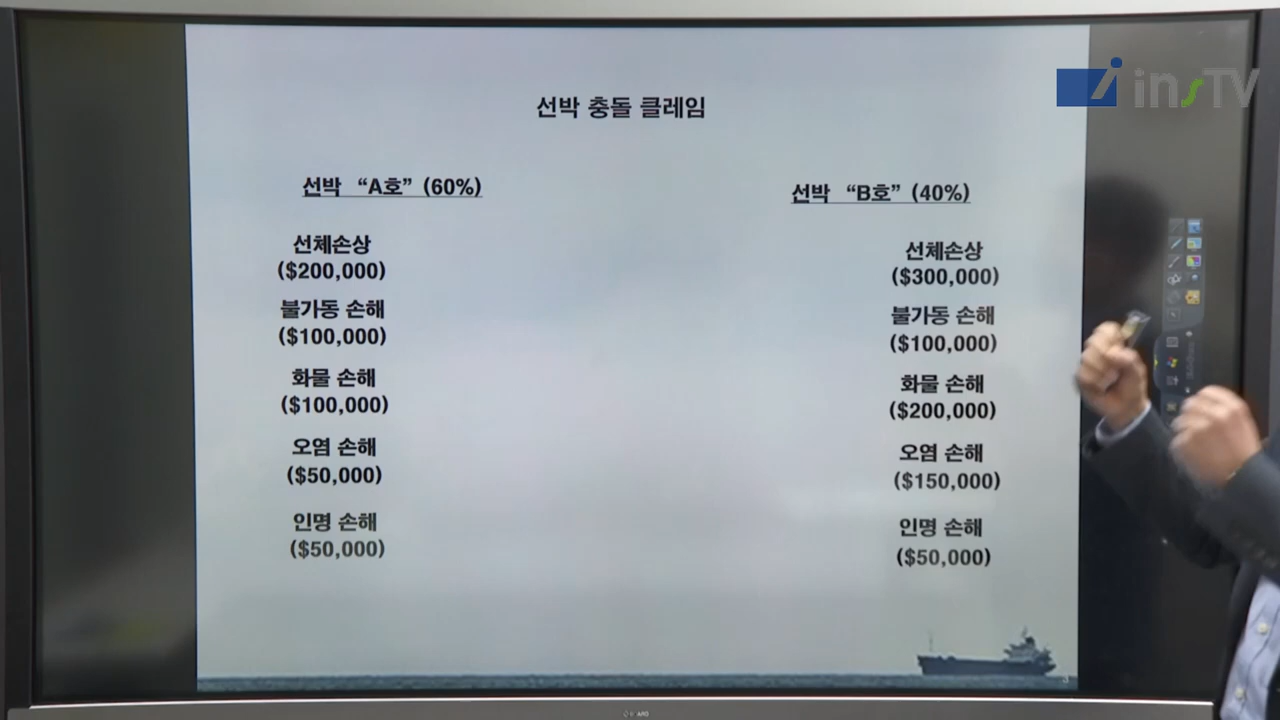 insTV
선박 충돌 클레임
선박 “A호” (60%)
선체손상
($200,000)
불가동 손해
($100,000)
화물 손해
($100,000)
오염 손해
($50,000)
인명 손해
($50,000)
선박 “B호” (40%)
선체손상
($300,000)
불가동 손해
($100,000)
화물 손해
($200,000)
오염 손해
($150,000)
인명 손해
($50,000)